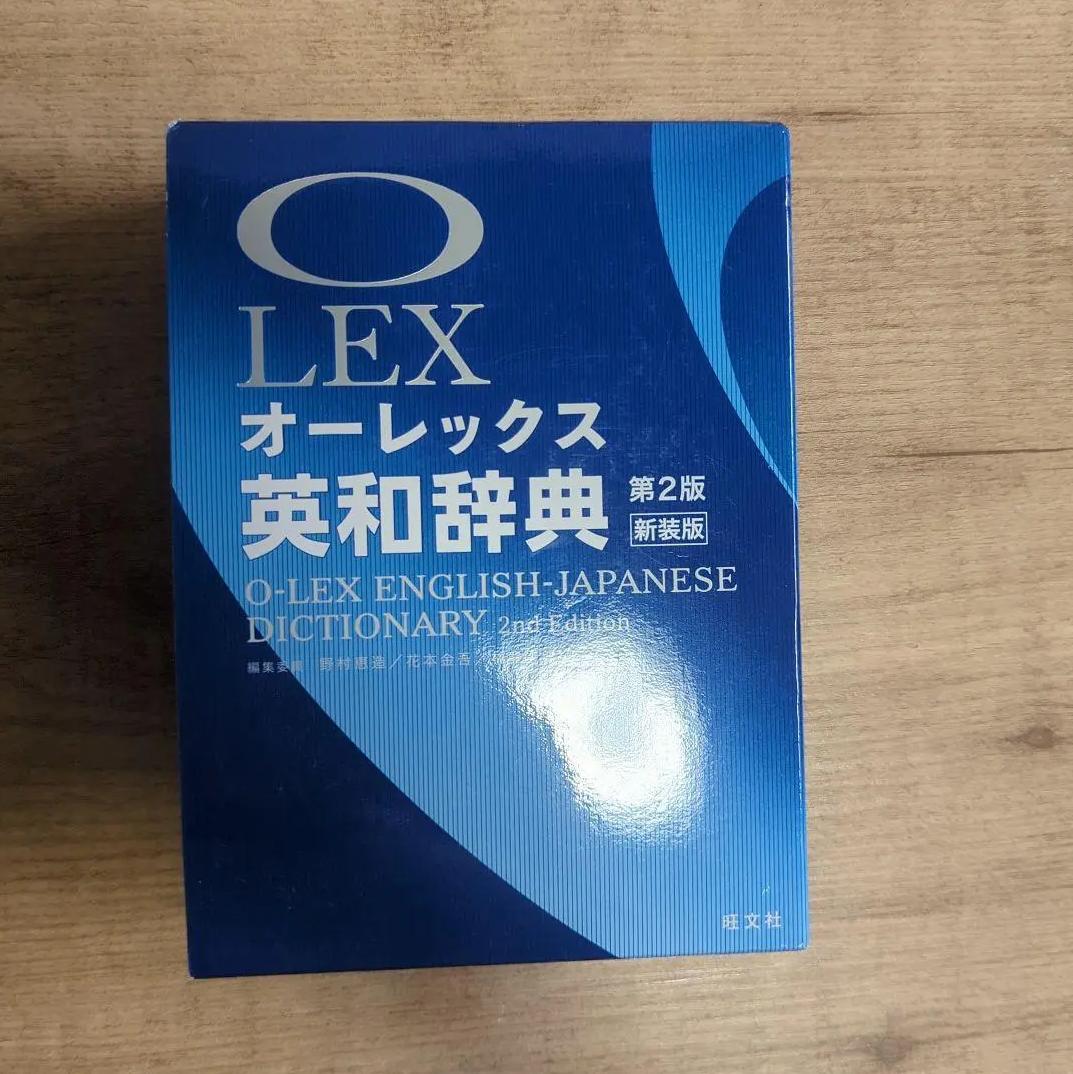 O
LEX
オーレックス
英和辞典
第2版
新装版
O-LEX ENGLISH-JAPANESE
DICTIONARY 2nd Edition
編集委員 野村恵造／花本金吾
旺文社